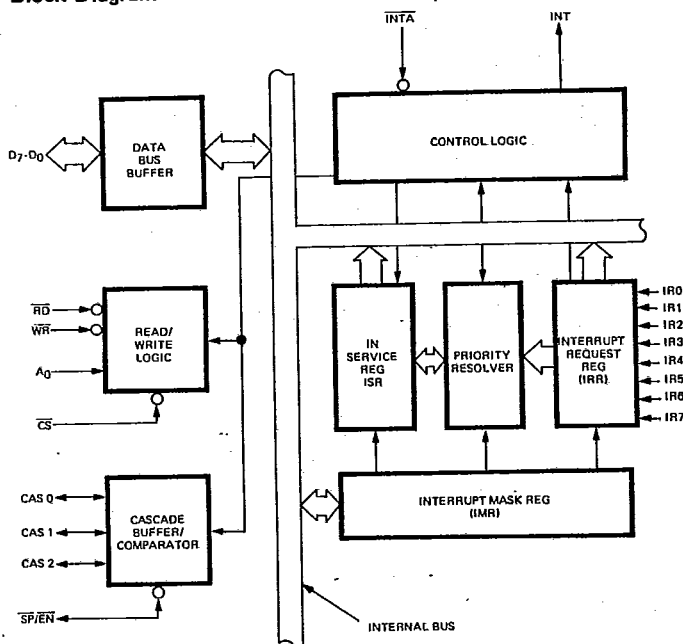 Block Diagram
INTA
INT
DATA
BUS
BUFFER
D7-D0
CONTROL LOGIC
RD
WR
A0
CS
READ/
WRITE
LOGIC
IN
SERVICE
REG
ISR
PRIORITY
RESOLVER
INTERRUPT
REQUEST
REG
(IRR)
IR0
IR1
IR2
IR3
IR4
IR5
IR6
IR7
CAS 0
CAS 1
CAS 2
SP/EN
CASCADE
BUFFER/
COMPARATOR
INTERRUPT MASK REG
(IMR)
INTERNAL BUS